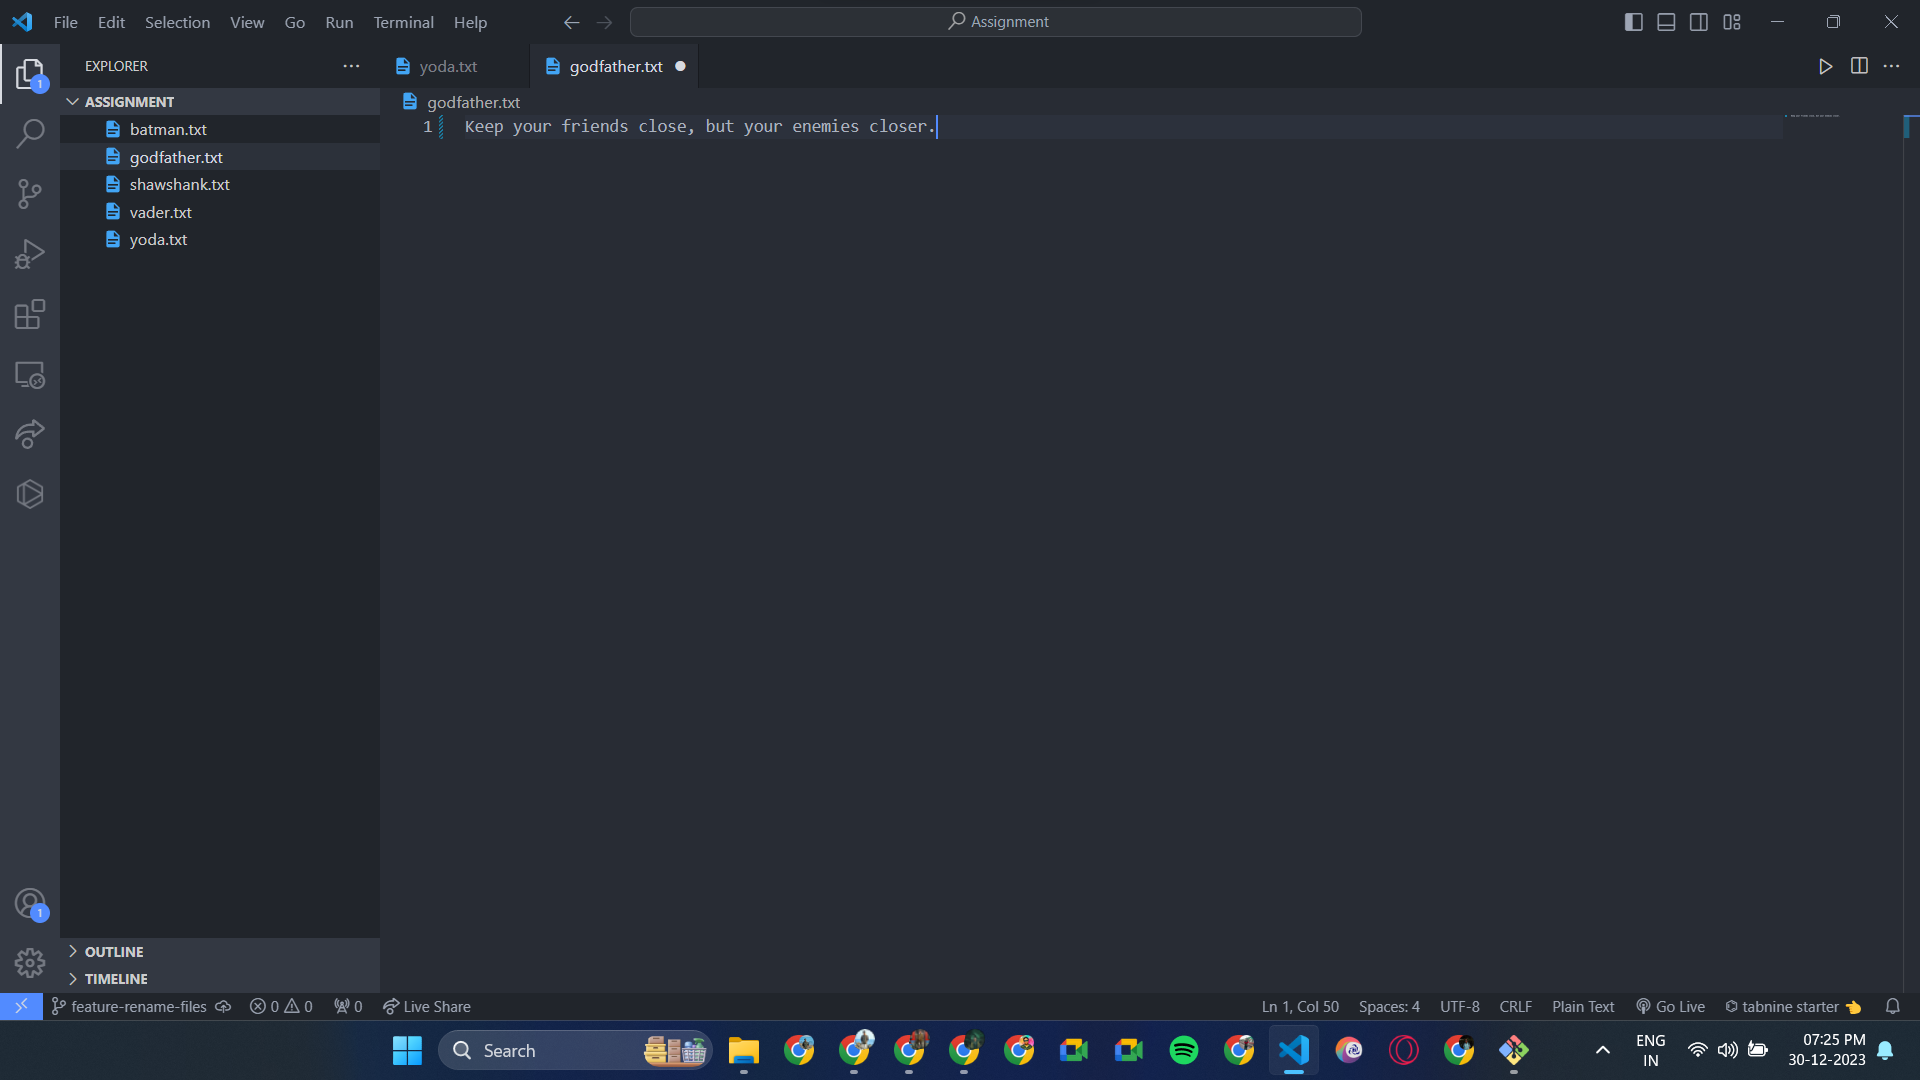 File Edit Selection View Go Run Terminal Help
Assignment
EXPLORER
yoda.txt
godfather.txt
ASSIGNMENT
godfather.txt
batman.txt
1 Keep your friends close, but your enemies closer.
godfather.txt
shawshank.txt
vader.txt
yoda.txt
1
1
OUTLINE
TIMELINE
feature-rename-files 0 0 0 Live Share Ln 1, Col 50 Spaces: 4 UTF-8 CRLF Plain Text Go Live tabnine starter
Search
ENG
IN
07:25 PM
30-12-2023